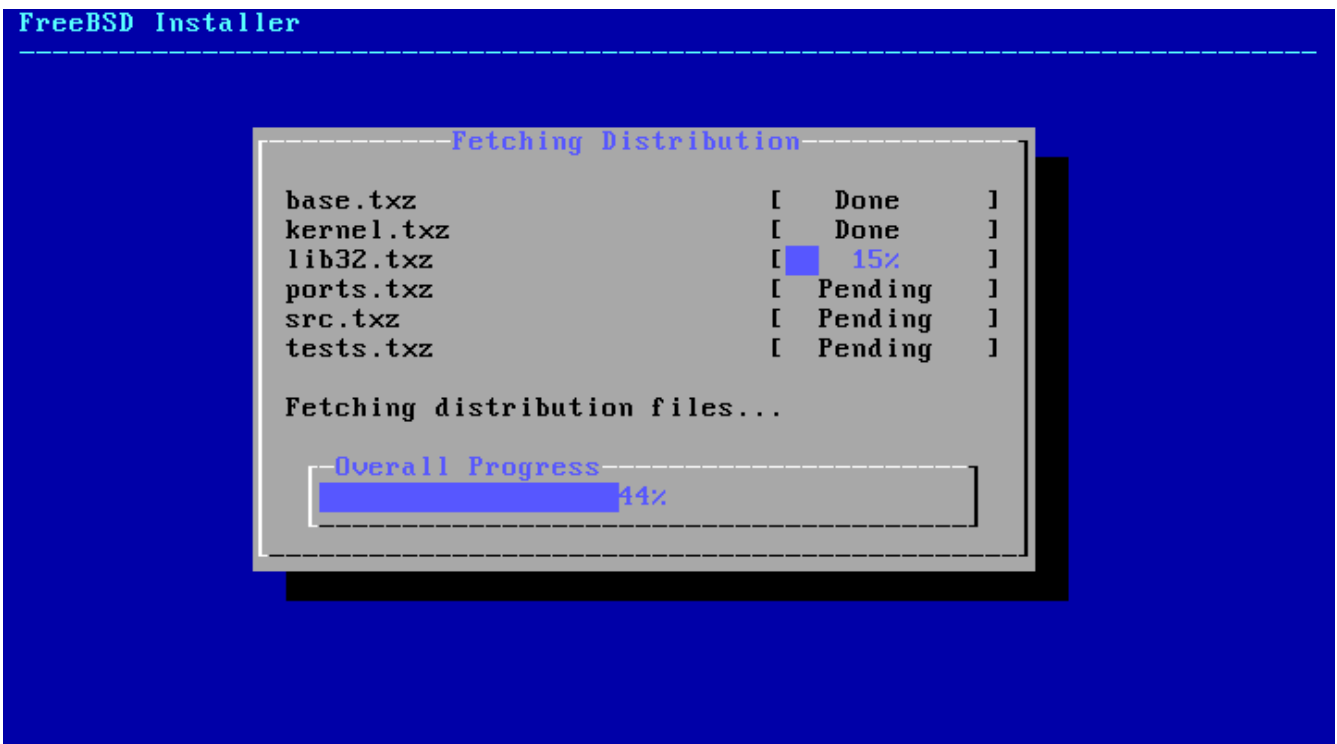 FreeBSD Installer
Fetching Distribution
base.txz [ Done ]
kernel.txz [ Done ]
lib32.txz [ 15% ]
ports.txz [ Pending ]
src.txz [ Pending ]
tests.txz [ Pending ]
Fetching distribution files...
Overall Progress
44%